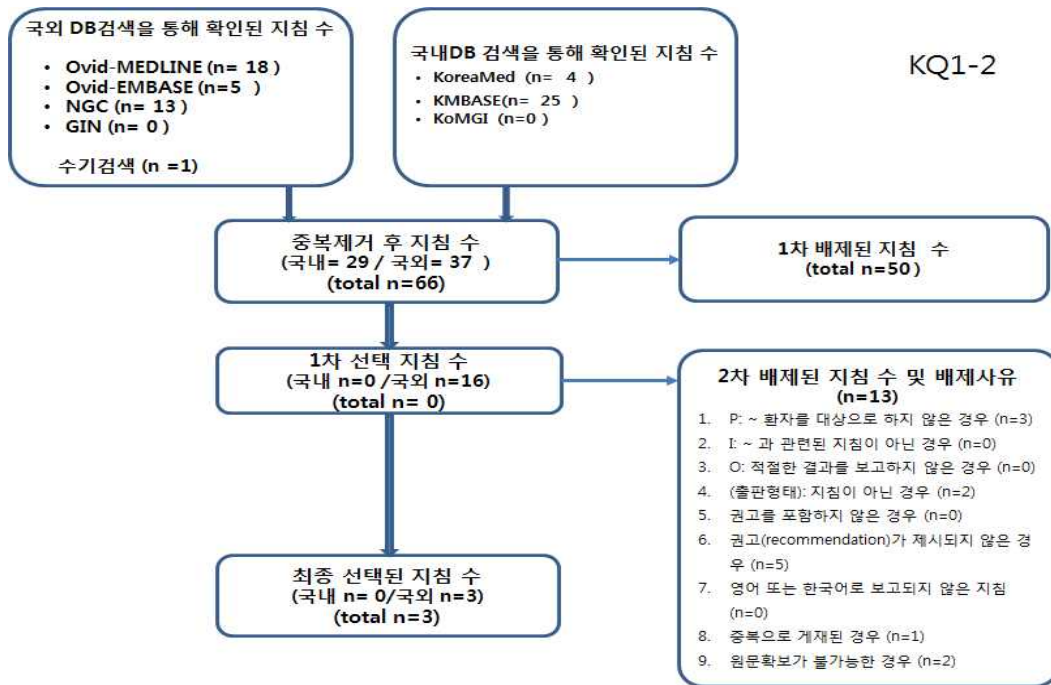 국외 DB검색을 통해 확인된 지침 수
• Ovid-MEDLINE (n= 18 )
• Ovid-EMBASE (n=5 )
• NGC (n= 13 )
• GIN (n= 0 )
수기검색 (n =1)
국내DB 검색을 통해 확인된 지침 수
• KoreaMed (n= 4 )
• KMBASE(n= 25 )
• KoMGI (n=0 )
KQ1-2
중복제거 후 지침 수
(국내= 29 / 국외= 37 )
(total n=66)
1차 배제된 지침 수
(total n=50 )
1차 선택 지침 수
(국내 n=0 /국외 n=16)
(total n= 0)
2차 배제된 지침 수 및 배제사유
(n=13)
1. P: ~ 환자를 대상으로 하지 않은 경우 (n=3)
2. I: ~ 과 관련된 지침이 아닌 경우 (n=0)
3. O: 적절한 결과를 보고하지 않은 경우 (n=0)
4. (출판형태): 지침이 아닌 경우 (n=2)
5. 권고를 포함하지 않은 경우 (n=0)
6. 권고(recommendation)가 제시되지 않은 경
우 (n=5)
7. 영어 또는 한국어로 보고되지 않은 지침
(n=0)
8. 중복으로 게재된 경우 (n=1)
9. 원문확보가 불가능한 경우 (n=2)
최종 선택된 지침 수
(국내 n= 0/국외 n=3)
(total n=3)